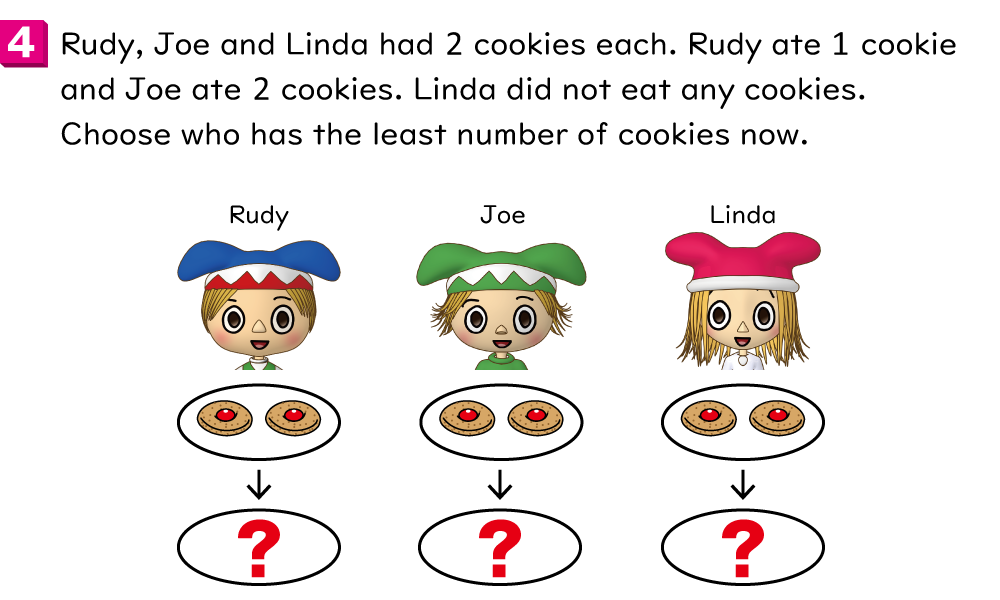 4 Rudy, Joe and Linda had 2 cookies each. Rudy ate 1 cookie
and Joe ate 2 cookies. Linda did not eat any cookies.
Choose who has the least number of cookies now.
Rudy Joe Linda
? ? ?